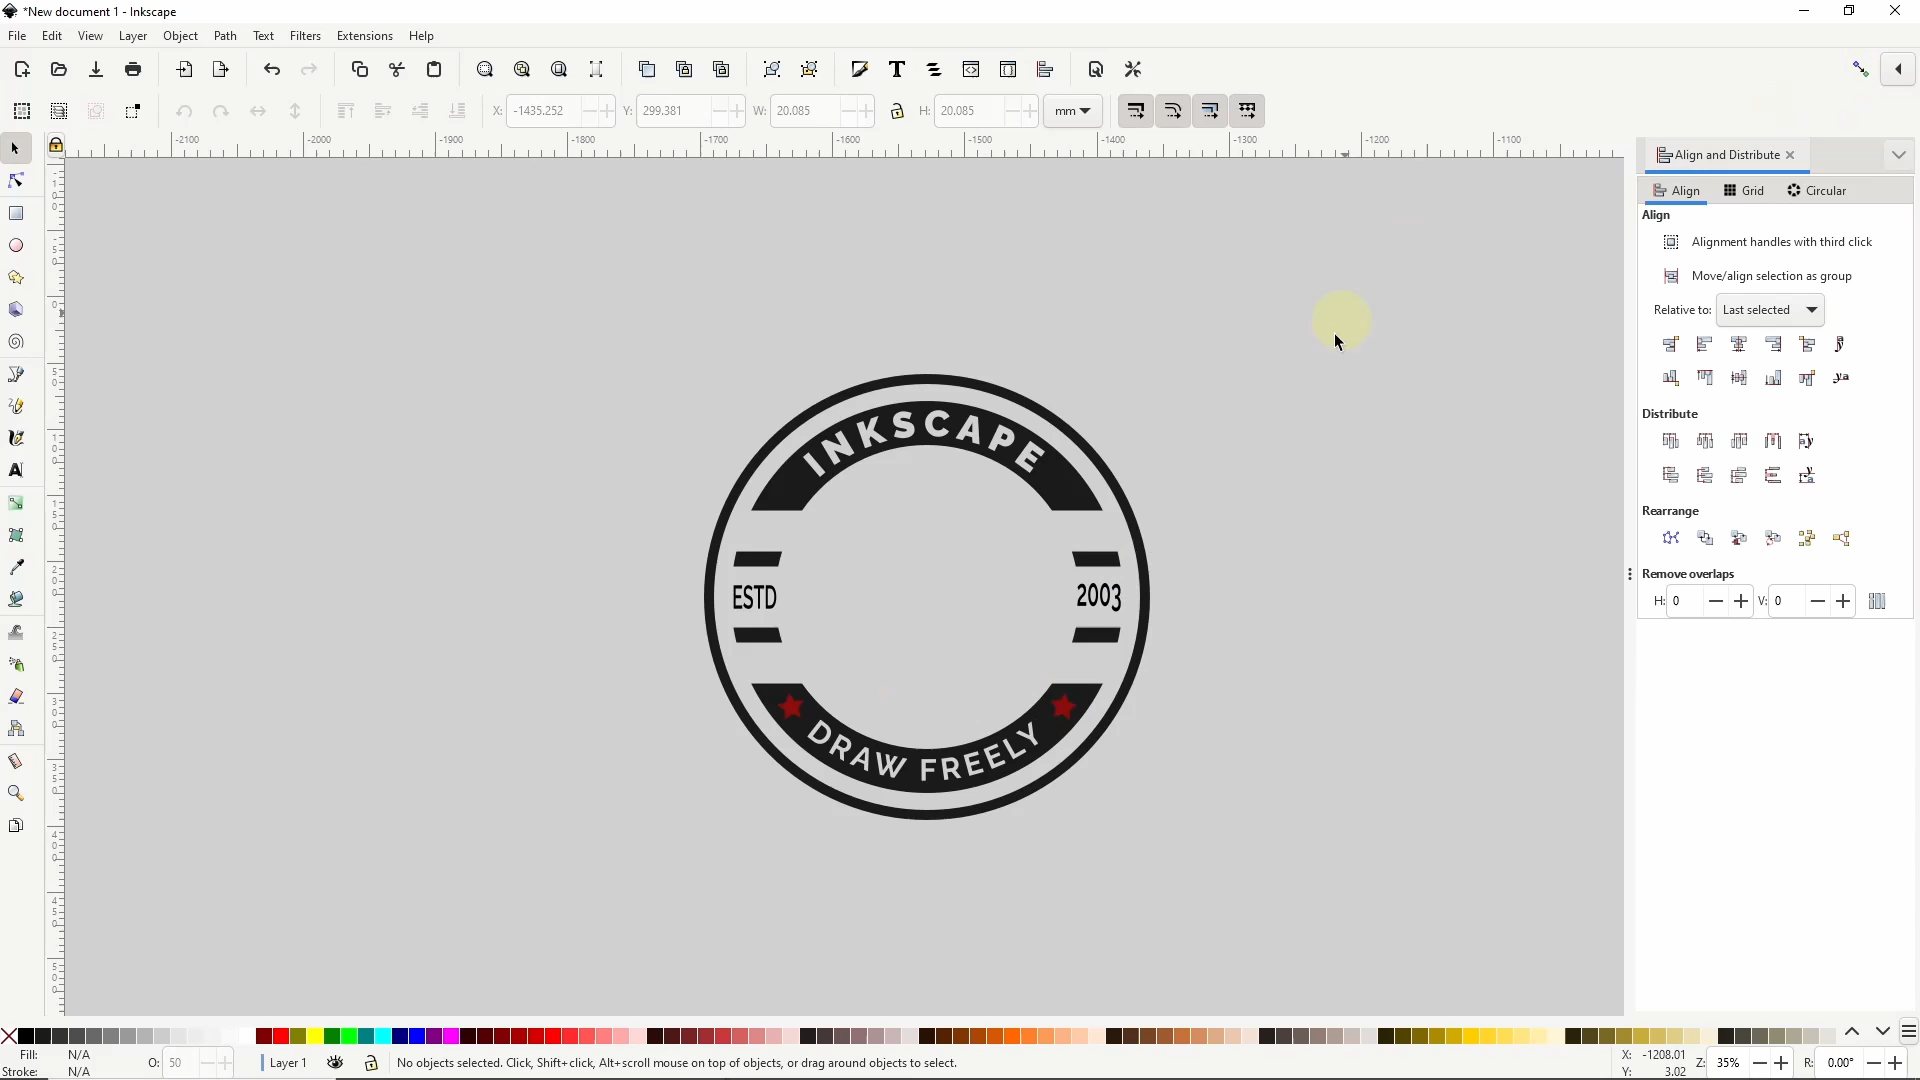 *New document 1 - Inkscape
File Edit View Layer Object Path Text Filters Extensions Help
X: -1435.252 Y: 299.381 W: 20.085 H: 20.085 mm
-2100 -2000 -1900 -1800 -1700 -1600 -1500 -1400 -1300 -1200 -1100
Align and Distribute
Align Grid Circular
Align
Alignment handles with third click
Move/align selection as group
Relative to: Last selected
Distribute
Rearrange
Remove overlaps
H: 0 V: 0
INKSCAPE
ESTD 2003
DRAW FREELY
Fill: N/A
Stroke: N/A
O: 50
Layer 1
No objects selected. Click, Shift+click, Alt+scroll mouse on top of objects, or drag around objects to select.
X: -1208.01
Y: 3.02
Z: 35% R: 0.00°